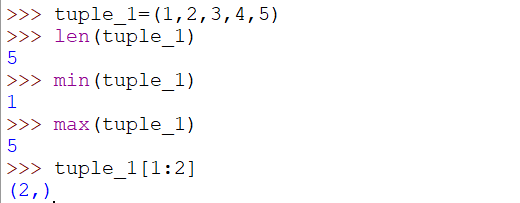 >>> tuple_1=(1,2,3,4,5)
>>> len(tuple_1)
5
>>> min(tuple_1)
1
>>> max(tuple_1)
5
>>> tuple_1[1:2]
(2,)